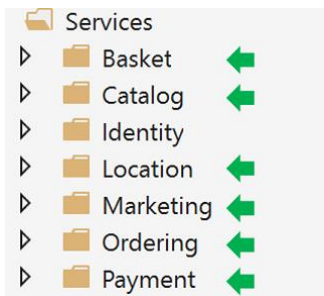 Services
Basket
Catalog
Identity
Location
Marketing
Ordering
Payment